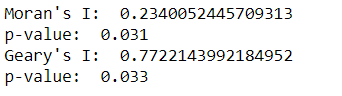 Moran's I:  0.2340052445709313
p-value:  0.031
Geary's I:  0.7722143992184952
p-value:  0.033